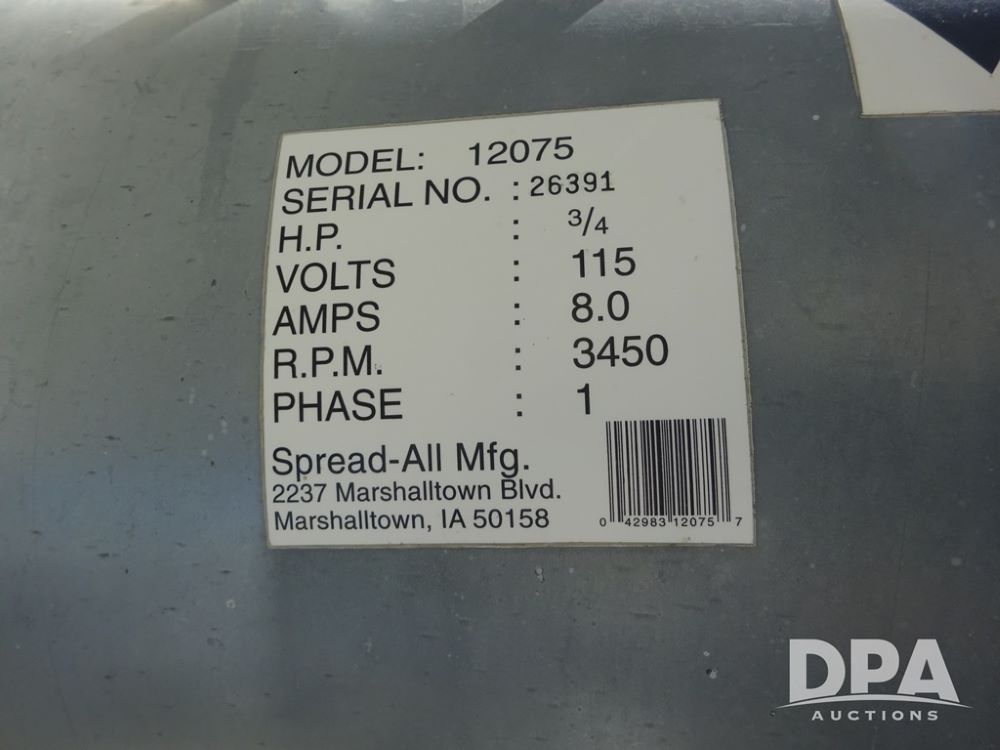 MODEL: 12075
SERIAL NO. : 26391
H.P. : 3/4
VOLTS : 115
AMPS : 8.0
R.P.M. : 3450
PHASE : 1
Spread-All Mfg.
2237 Marshalltown Blvd.
Marshalltown, IA 50158
0 42983 12075 7
DPA
AUCTIONS